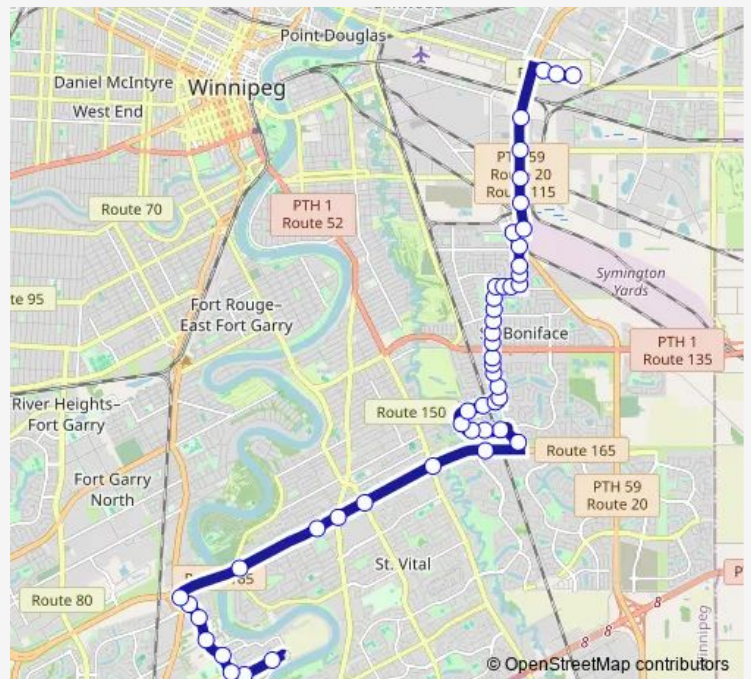 Point Douglas
Daniel McIntyre
Winnipeg
West End
PTH 59
20
115
Route 70
PTH 1
Route 52
Symington
Yards
te 95
Fort Rouge–
East Fort Garry
Boniface
PTH 1
Route 135
River Heights–
Fort Garry
Route 150
Route 165
Fort Garry
North
PTH 59
Route 20
St. Vital
Route 80
8
8
© OpenStreetMap contributors